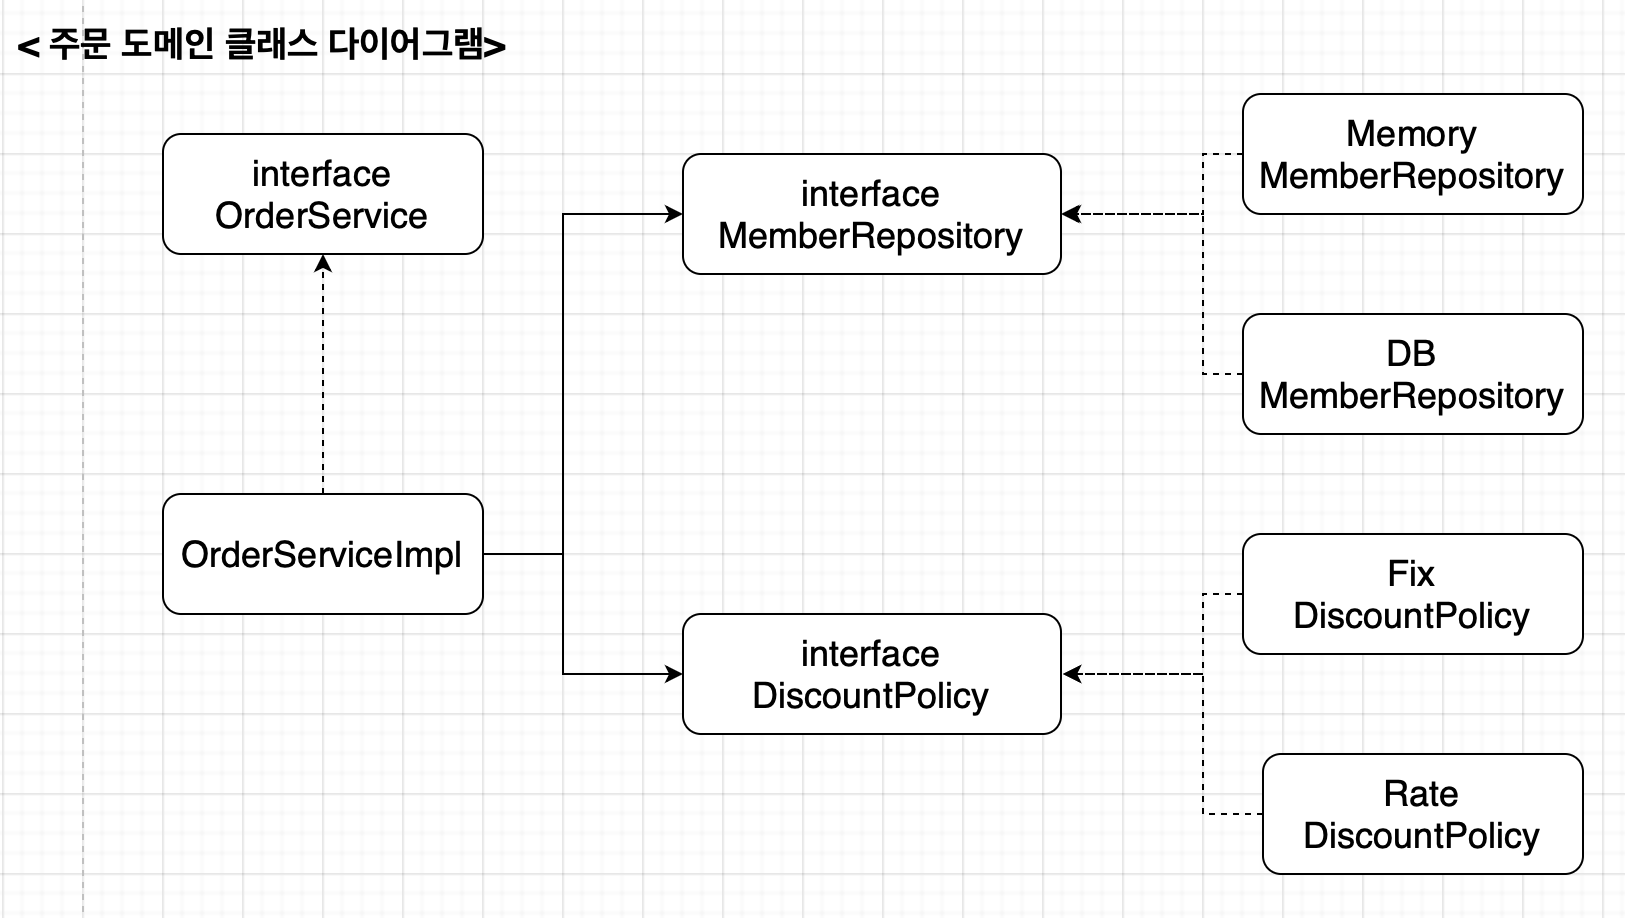 < 주문 도메인 클래스 다이어그램>
interface
OrderService
OrderServiceImpl
interface
MemberRepository
interface
DiscountPolicy
Memory
MemberRepository
DB
MemberRepository
Fix
DiscountPolicy
Rate
DiscountPolicy